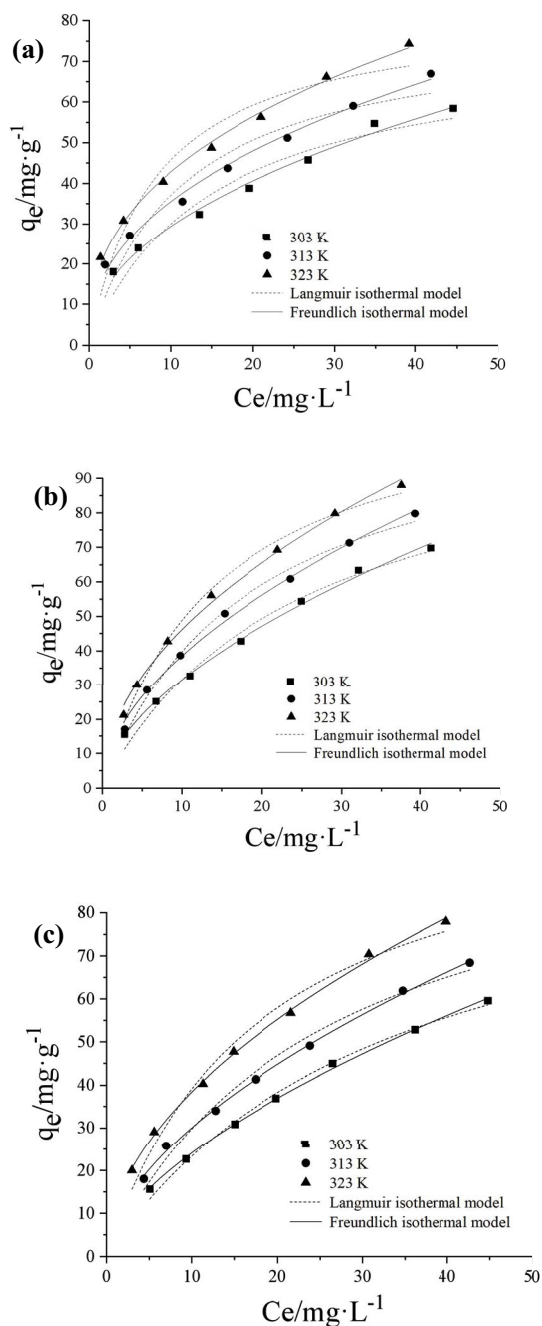 (a)
80
70
60
50
40
30
20
10
0
qe/mg·g-1
303 K
313 K
323 K
Langmuir isothermal model
Freundlich isothermal model
0 10 20 30 40 50
Ce/mg·L-1
(b)
90
80
70
60
50
40
30
20
10
0
qe/mg·g-1
303 K
313 K
323 K
Langmuir isothermal model
Freundlich isothermal model
0 10 20 30 40 50
Ce/mg·L-1
(c)
80
70
60
50
40
30
20
10
0
qe/mg·g-1
303 K
313 K
323 K
Langmuir isothermal model
Freundlich isothermal model
0 10 20 30 40 50
Ce/mg·L-1